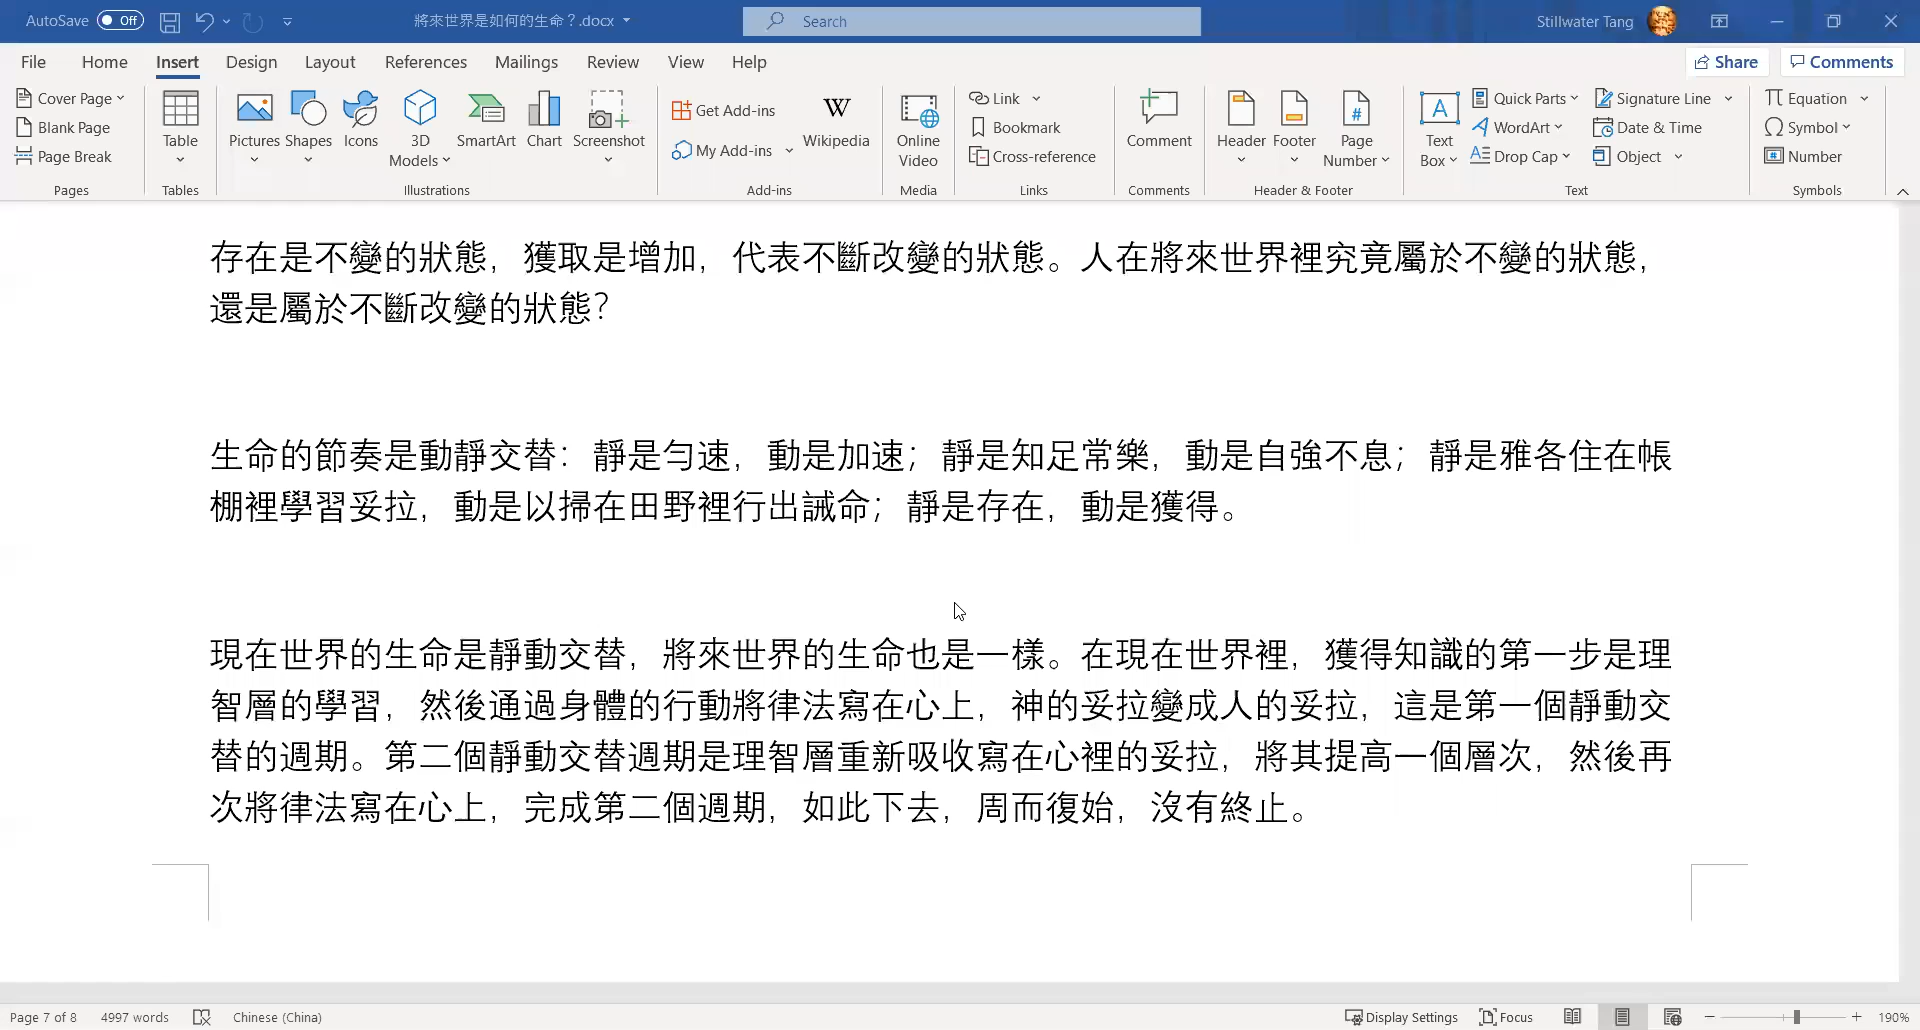 AutoSave Off 將來世界是如何的生命？.docx Search Stillwater Tang
File Home Insert Design Layout References Mailings Review View Help Share Comments
Cover Page
Blank Page
Page Break
Pages
Table
Tables
Pictures Shapes Icons 3D Models SmartArt Chart Screenshot
Illustrations
Get Add-ins
My Add-ins
W Wikipedia
Add-ins
Online Video
Media
Link
Bookmark
Cross-reference
Links
Comment
Comments
Header Footer Page Number
Header & Footer
Text Box
Quick Parts
WordArt
Drop Cap
Signature Line
Date & Time
Object
Text
Equation
Symbol
Number
Symbols
存在是不變的狀態，獲取是增加，代表不斷改變的狀態。人在將來世界裡究竟屬於不變的狀態，
還是屬於不斷改變的狀態？
生命的節奏是動靜交替：靜是勻速，動是加速；靜是知足常樂，動是自強不息；靜是雅各住在帳
棚裡學習妥拉，動是以掃在田野裡行出誡命；靜是存在，動是獲得。
現在世界的生命是靜動交替，將來世界的生命也是一樣。在現在世界裡，獲得知識的第一步是理
智層的學習，然後通過身體的行動將律法寫在心上，神的妥拉變成人的妥拉，這是第一個靜動交
替的週期。第二個靜動交替週期是理智層重新吸收寫在心裡的妥拉，將其提高一個層次，然後再
次將律法寫在心上，完成第二個週期，如此下去，周而復始，沒有終止。
Page 7 of 8 4997 words Chinese (China) Display Settings Focus 190%